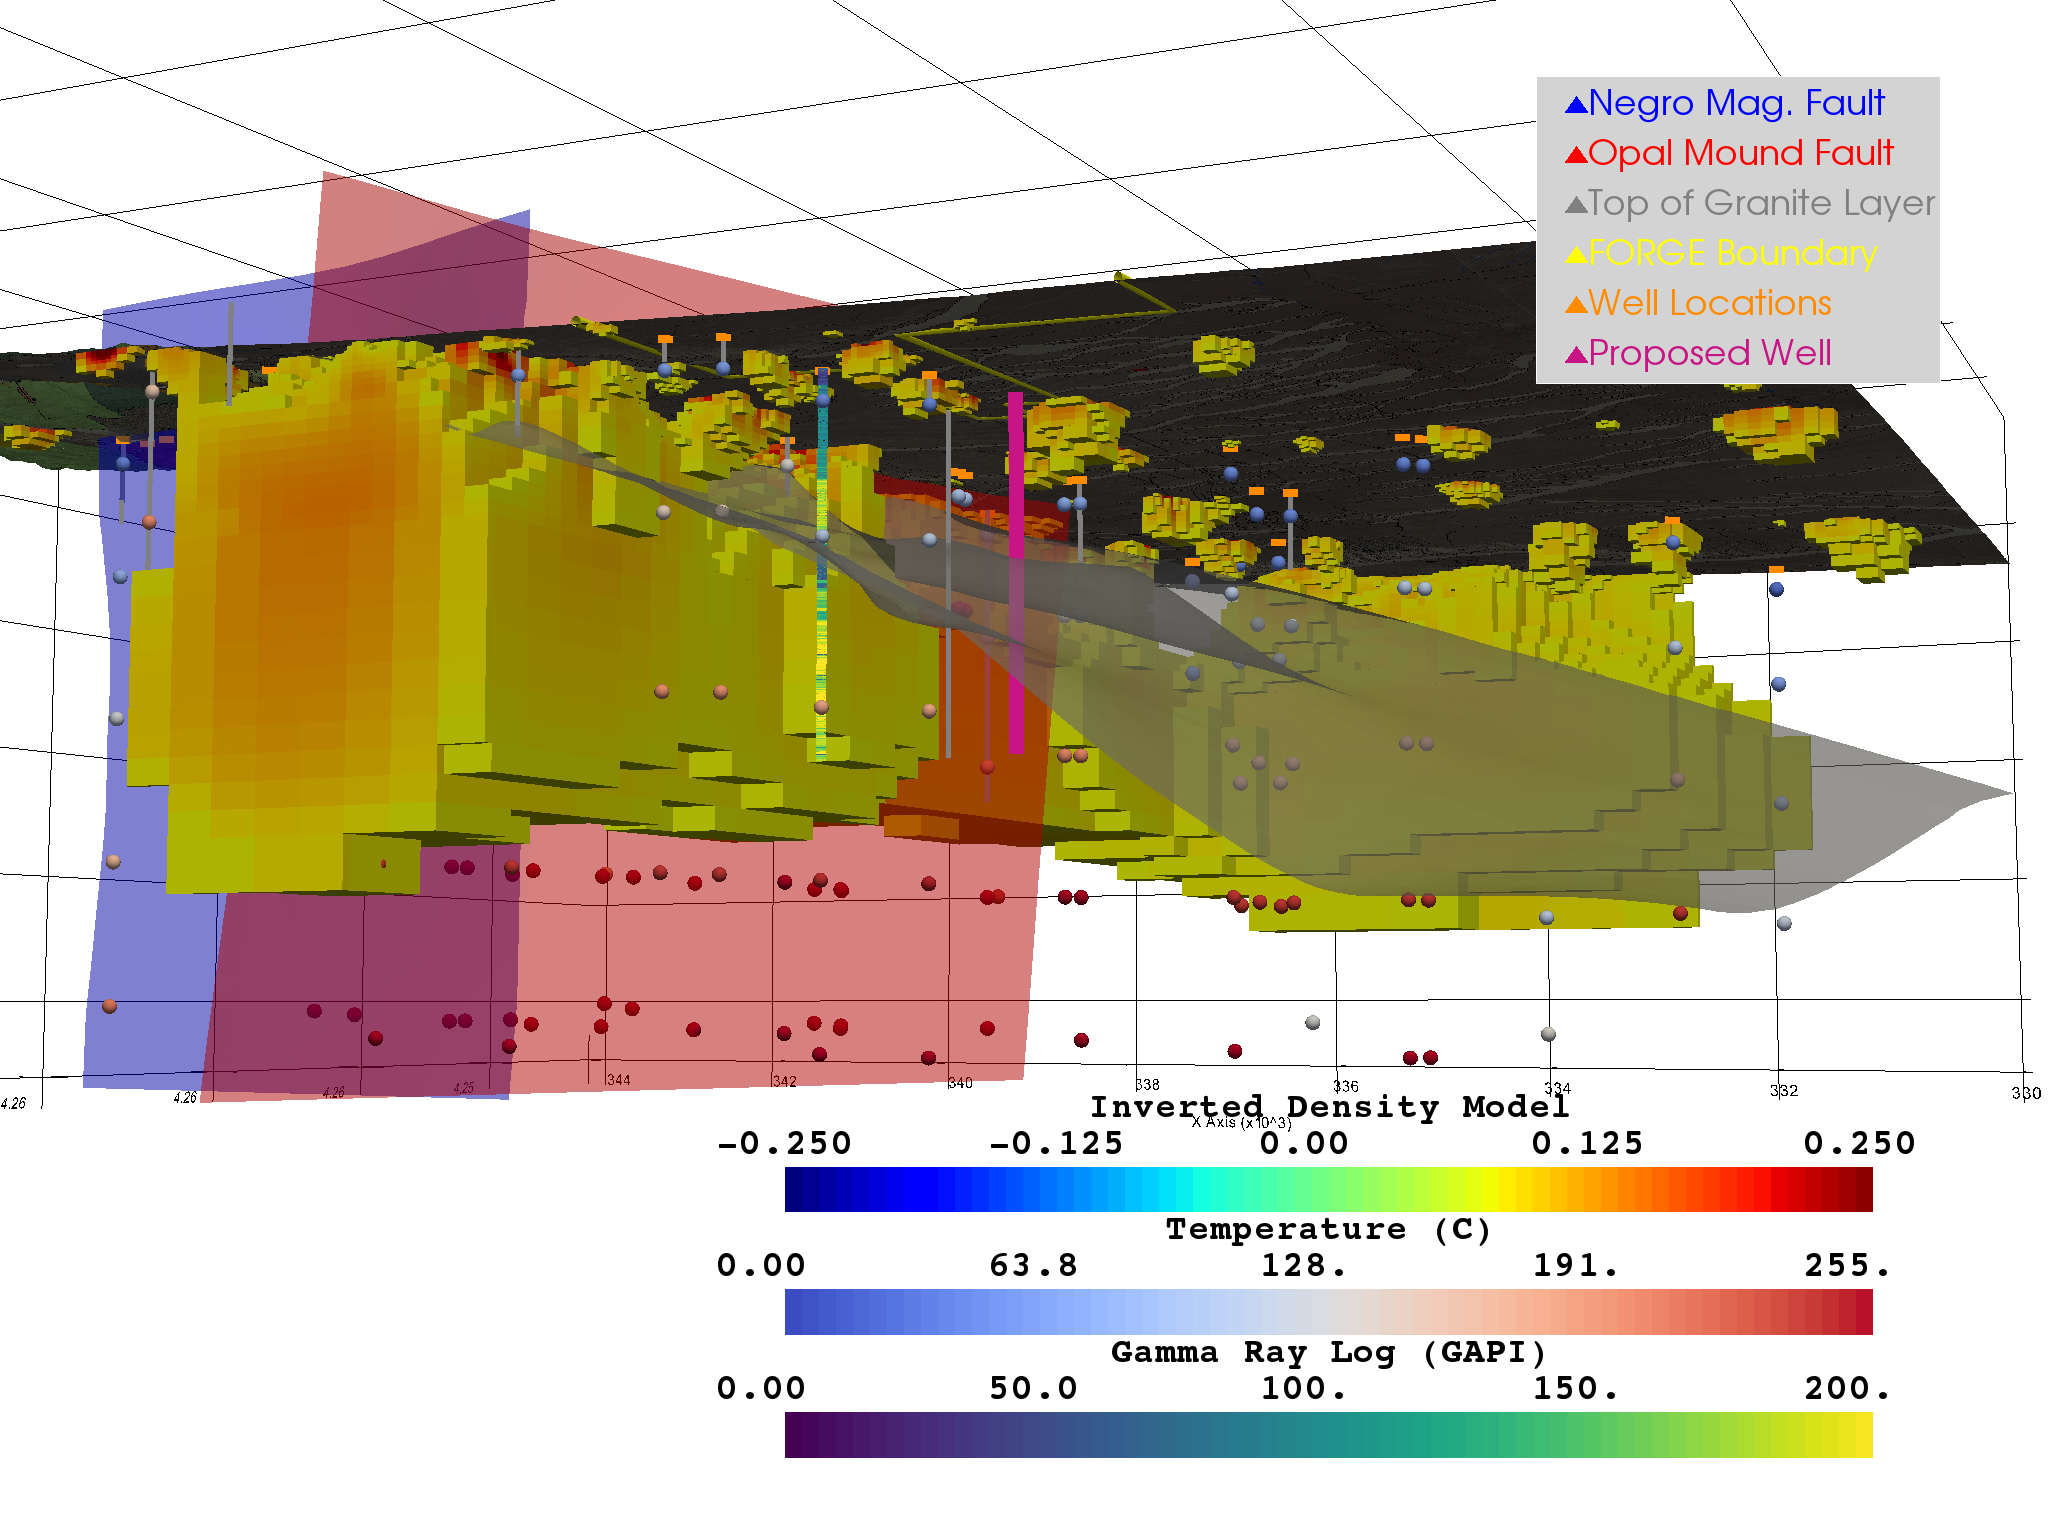 Negro Mag. Fault
Opal Mound Fault
Top of Granite Layer
FORGE Boundary
Well Locations
Proposed Well
4.26
4.26
4.26
4.25
344
342
340
338
336
334
332
330
X Axis (x10^3)
Inverted Density Model
-0.250 -0.125 0.00 0.125 0.250
Temperature (C)
0.00 63.8 128. 191. 255.
Gamma Ray Log (GAPI)
0.00 50.0 100. 150. 200.